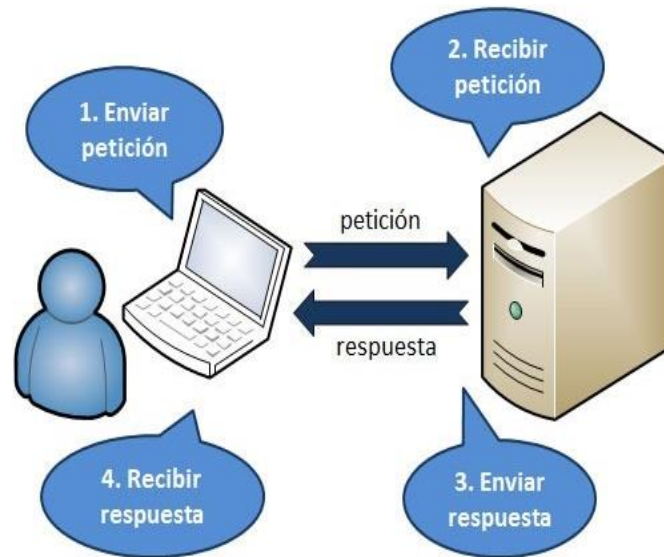 1. Enviar
petición
2. Recibir
petición
petición
respuesta
3. Enviar
respuesta
4. Recibir
respuesta